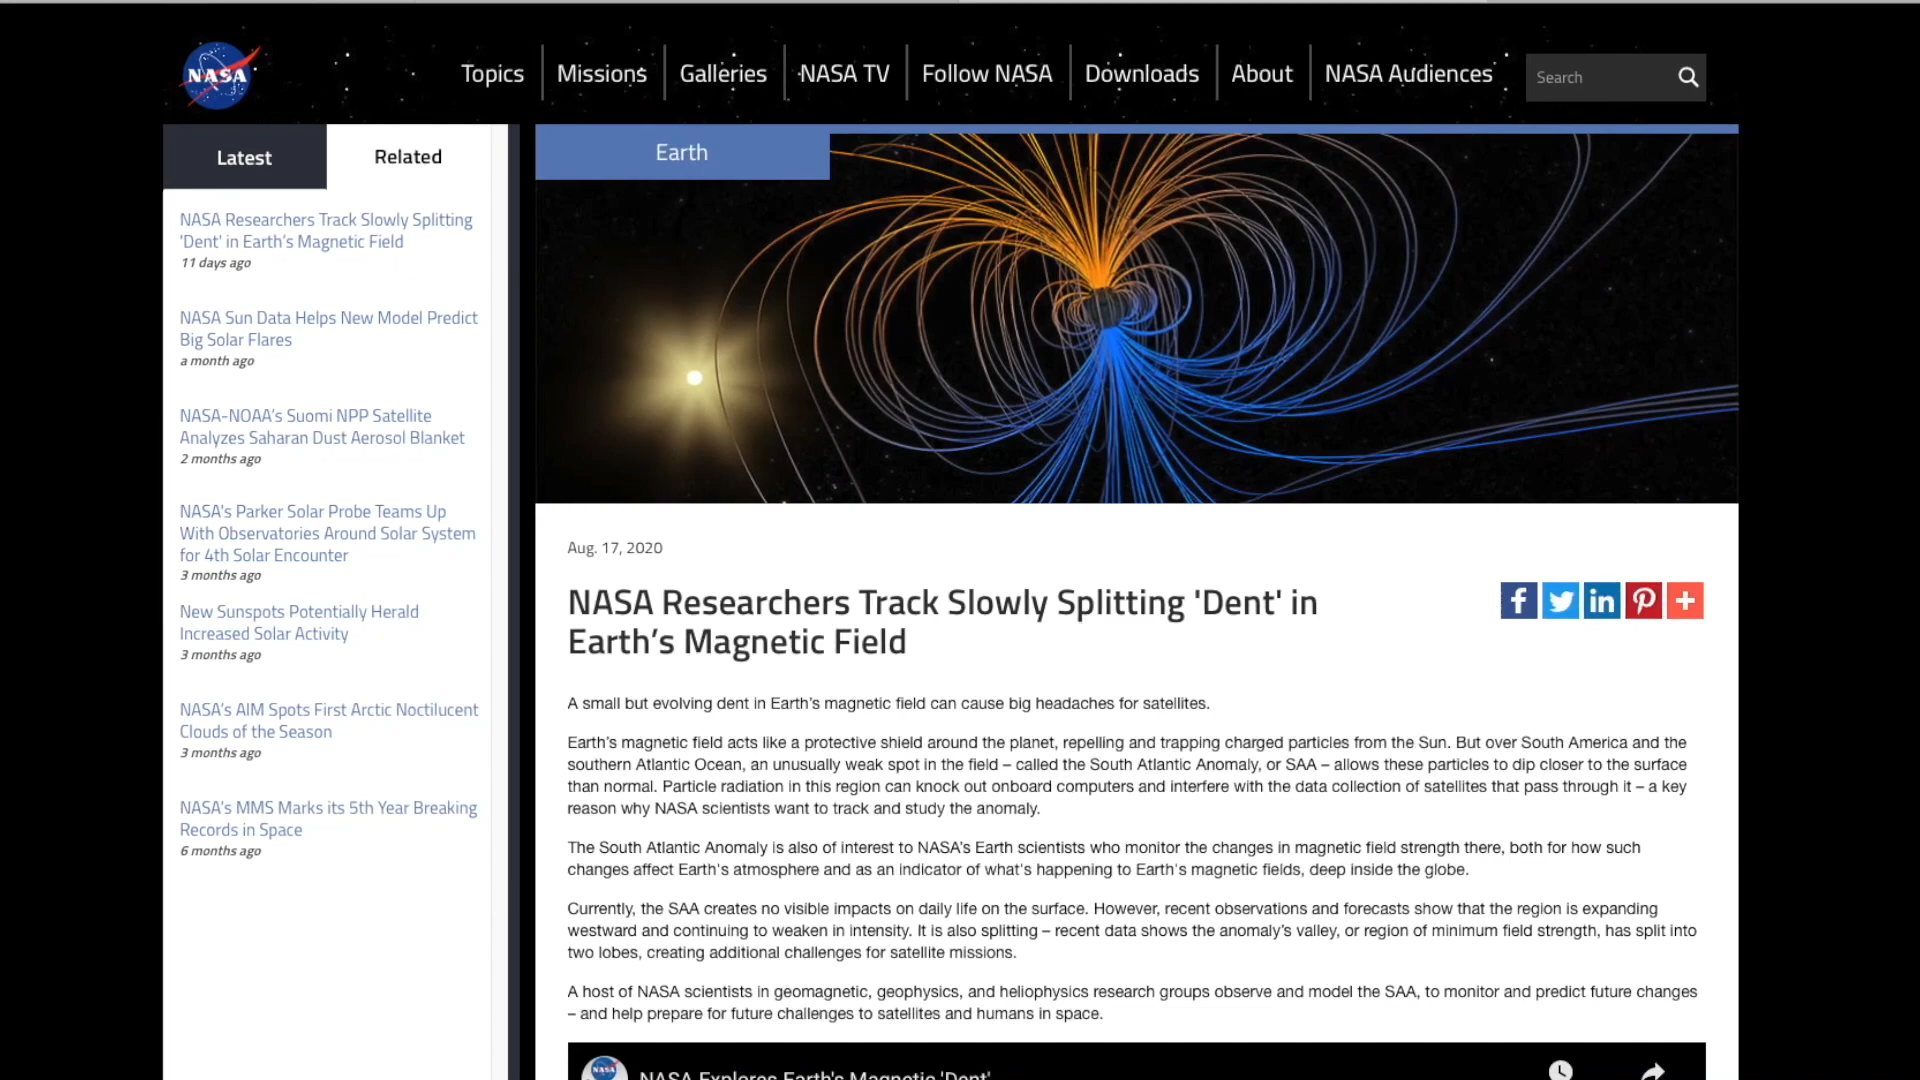 NASA
Topics
Missions
Galleries
NASA TV
Follow NASA
Downloads
About
NASA Audiences
Search
Latest
Related
NASA Researchers Track Slowly Splitting
'Dent' in Earth’s Magnetic Field
11 days ago
NASA Sun Data Helps New Model Predict
Big Solar Flares
a month ago
NASA-NOAA’s Suomi NPP Satellite
Analyzes Saharan Dust Aerosol Blanket
2 months ago
NASA's Parker Solar Probe Teams Up
With Observatories Around Solar System
for 4th Solar Encounter
3 months ago
New Sunspots Potentially Herald
Increased Solar Activity
3 months ago
NASA’s AIM Spots First Arctic Noctilucent
Clouds of the Season
3 months ago
NASA’s MMS Marks its 5th Year Breaking
Records in Space
6 months ago
Earth
Aug. 17, 2020
NASA Researchers Track Slowly Splitting 'Dent' in
Earth’s Magnetic Field
A small but evolving dent in Earth’s magnetic field can cause big headaches for satellites.
Earth’s magnetic field acts like a protective shield around the planet, repelling and trapping charged particles from the Sun. But over South America and the
southern Atlantic Ocean, an unusually weak spot in the field – called the South Atlantic Anomaly, or SAA – allows these particles to dip closer to the surface
than normal. Particle radiation in this region can knock out onboard computers and interfere with the data collection of satellites that pass through it – a key
reason why NASA scientists want to track and study the anomaly.
The South Atlantic Anomaly is also of interest to NASA’s Earth scientists who monitor the changes in magnetic field strength there, both for how such
changes affect Earth's atmosphere and as an indicator of what's happening to Earth's magnetic fields, deep inside the globe.
Currently, the SAA creates no visible impacts on daily life on the surface. However, recent observations and forecasts show that the region is expanding
westward and continuing to weaken in intensity. It is also splitting – recent data shows the anomaly’s valley, or region of minimum field strength, has split into
two lobes, creating additional challenges for satellite missions.
A host of NASA scientists in geomagnetic, geophysics, and heliophysics research groups observe and model the SAA, to monitor and predict future changes
– and help prepare for future challenges to satellites and humans in space.
NASA
NASA Explores Earth's Magnetic 'Dent'